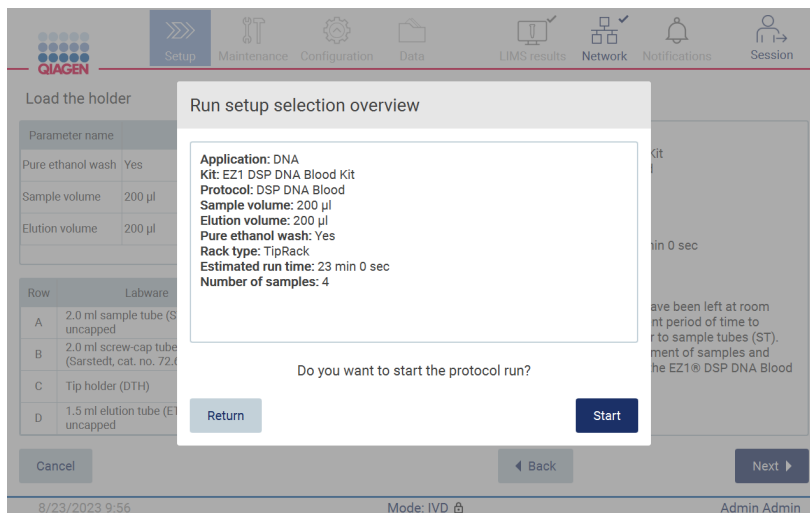 Setup
Maintenance
Configuration
Data
LIMS results
Network
Notifications
Session
QIAGEN
Load the holder
Parameter name
Pure ethanol wash Yes
Sample volume 200 µl
Elution volume 200 µl
Row Labware
A 2.0 ml sample tube
uncapped
B 2.0 ml screw-cap tube
(Sarstedt, cat. no.
C Tip holder (DTH)
D 1.5 ml elution tube
uncapped
Run setup selection overview
Application: DNA
Kit: EZ1 DSP DNA Blood Kit
Protocol: DSP DNA Blood
Sample volume: 200 µl
Elution volume: 200 µl
Pure ethanol wash: Yes
Rack type: TipRack
Estimated run time: 23 min 0 sec
Number of samples: 4
Do you want to start the protocol run?
Return
Start
Kit
0 sec
have been left at room
period of time to
to sample tubes (ST).
of samples and
the EZ1® DSP DNA Blood
Cancel
Back
Next
8/23/2023 9:56
Mode: IVD
Admin Admin